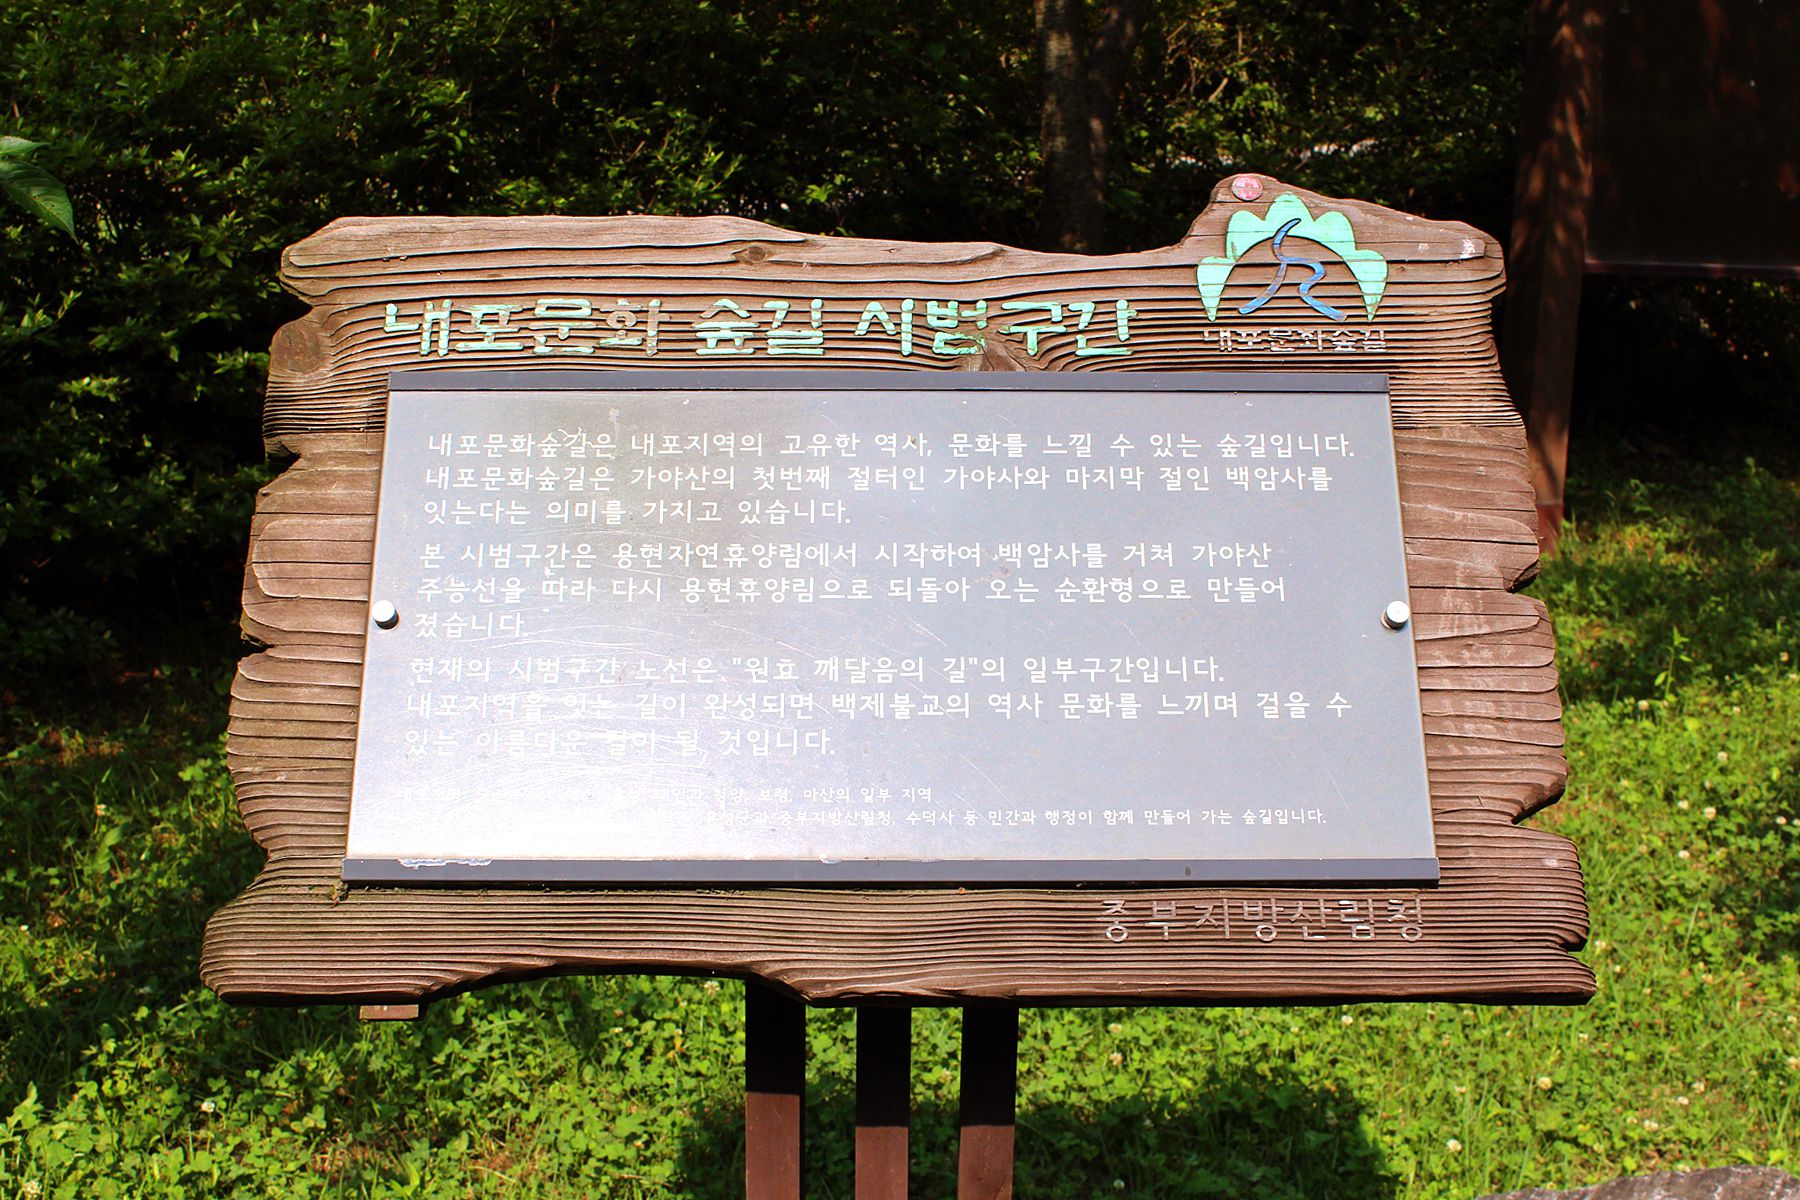 내포문화 숲길 시범구간
내포문화숲길
내포문화숲길은 내포지역의 고유한 역사, 문화를 느낄 수 있는 숲길입니다.
내포문화숲길은 가야산의 첫번째 절터인 가야사와 마지막 절인 백암사를
잇는다는 의미를 가지고 있습니다.
본 시범구간은 용현자연휴양림에서 시작하여 백암사를 거쳐 가야산
주능선을 따라 다시 용현휴양림으로 되돌아 오는 순환형으로 만들어
졌습니다.
현재의 시범구간 노선은 "원효 깨달음의 길"의 일부구간입니다.
내포지역을 잇는 길이 완성되면 백제불교의 역사 문화를 느끼며 걸을 수
있는 아름다운 길이 될 것입니다.
보령, 아산의 일부 지역
중부지방산림청, 수덕사 등 민간과 행정이 함께 만들어 가는 숲길입니다.
중부지방산림청